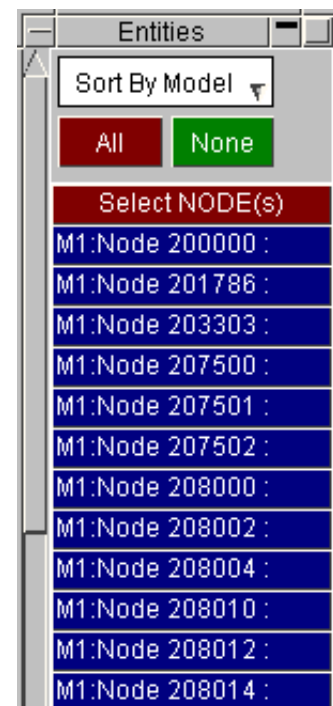 Entities
Sort By Model
All None
Select NODE(s)
M1:Node 200000 :
M1:Node 201786 :
M1:Node 203303 :
M1:Node 207500 :
M1:Node 207501 :
M1:Node 207502 :
M1:Node 208000 :
M1:Node 208002 :
M1:Node 208004 :
M1:Node 208010 :
M1:Node 208012 :
M1:Node 208014 :